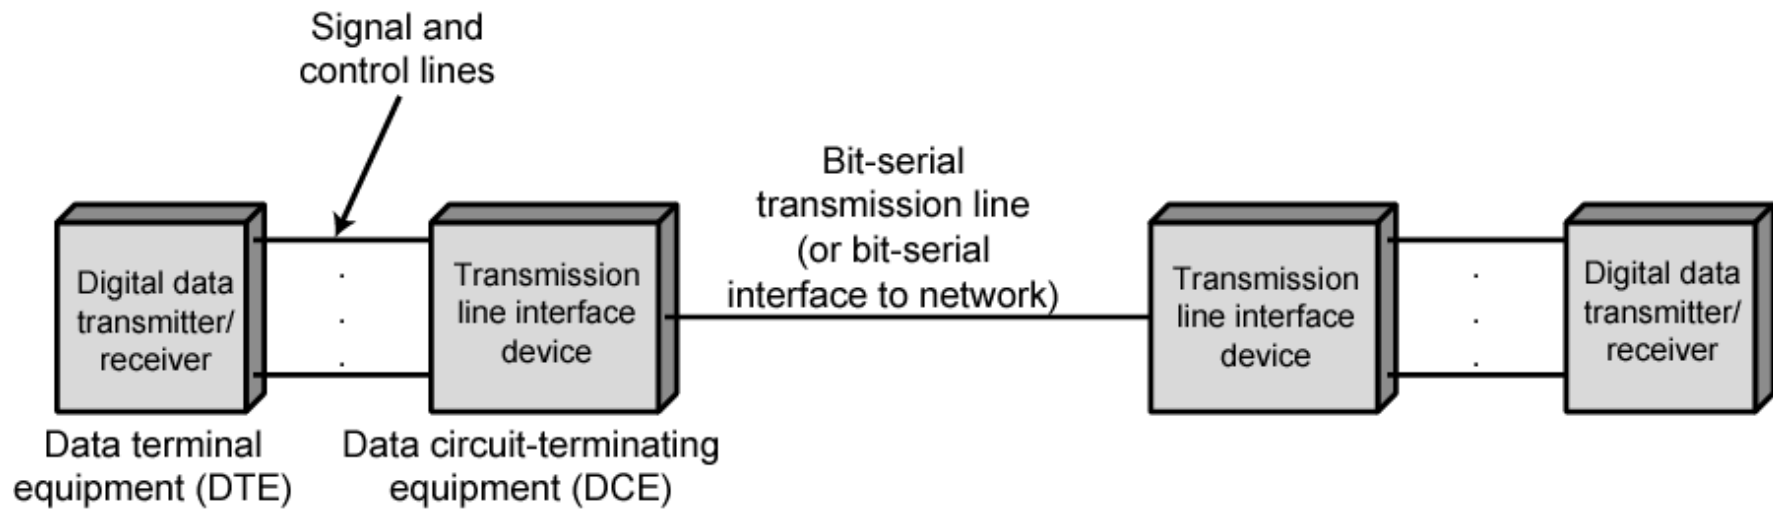 Signal and
control lines
Bit-serial
transmission line
(or bit-serial
interface to network)
Digital data
transmitter/
receiver
Transmission
line interface
device
Transmission
line interface
device
Digital data
transmitter/
receiver
Data terminal
equipment (DTE)
Data circuit-terminating
equipment (DCE)